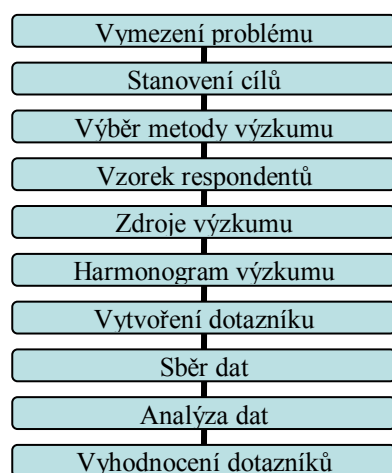 Vymezení problému
Stanovení cílů
Výběr metody výzkumu
Vzorek respondentů
Zdroje výzkumu
Harmonogram výzkumu
Vytvoření dotazníku
Sběr dat
Analýza dat
Vyhodnocení dotazníků